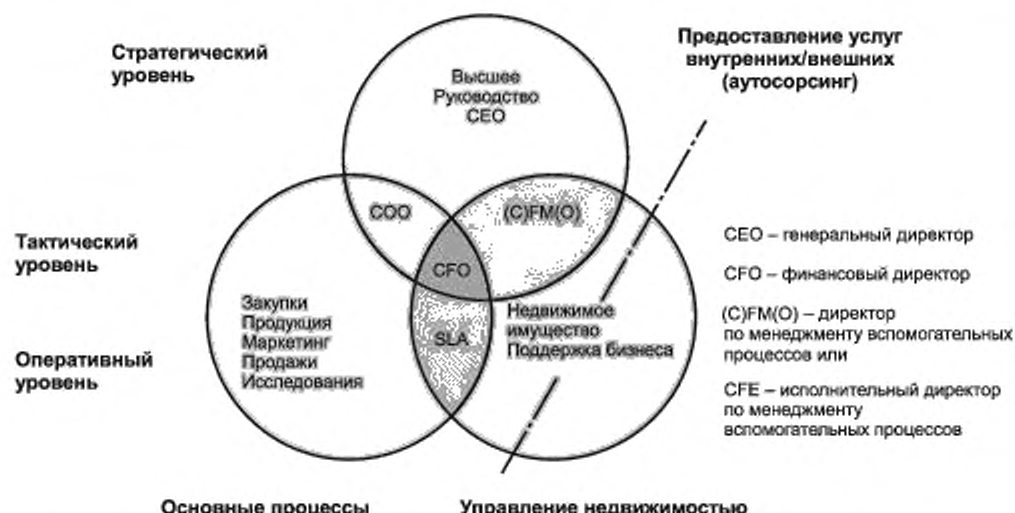 Стратегический
уровень
Предоставление услуг
внутренних/внешних
(аутосорсинг)
Высшее
Руководство
CEO
COO
(C)FM(O)
Тактический
уровень
CFO
CEO – генеральный директор
CFO – финансовый директор
(C)FM(O) – директор
по менеджменту вспомогательных
процессов или
CFE – исполнительный директор
по менеджменту
вспомогательных процессов
Закупки
Продукция
Маркетинг
Продажи
Исследования
SLA
Недвижимое
имущество
Поддержка бизнеса
Оперативный
уровень
Основные процессы
Управление недвижимостью